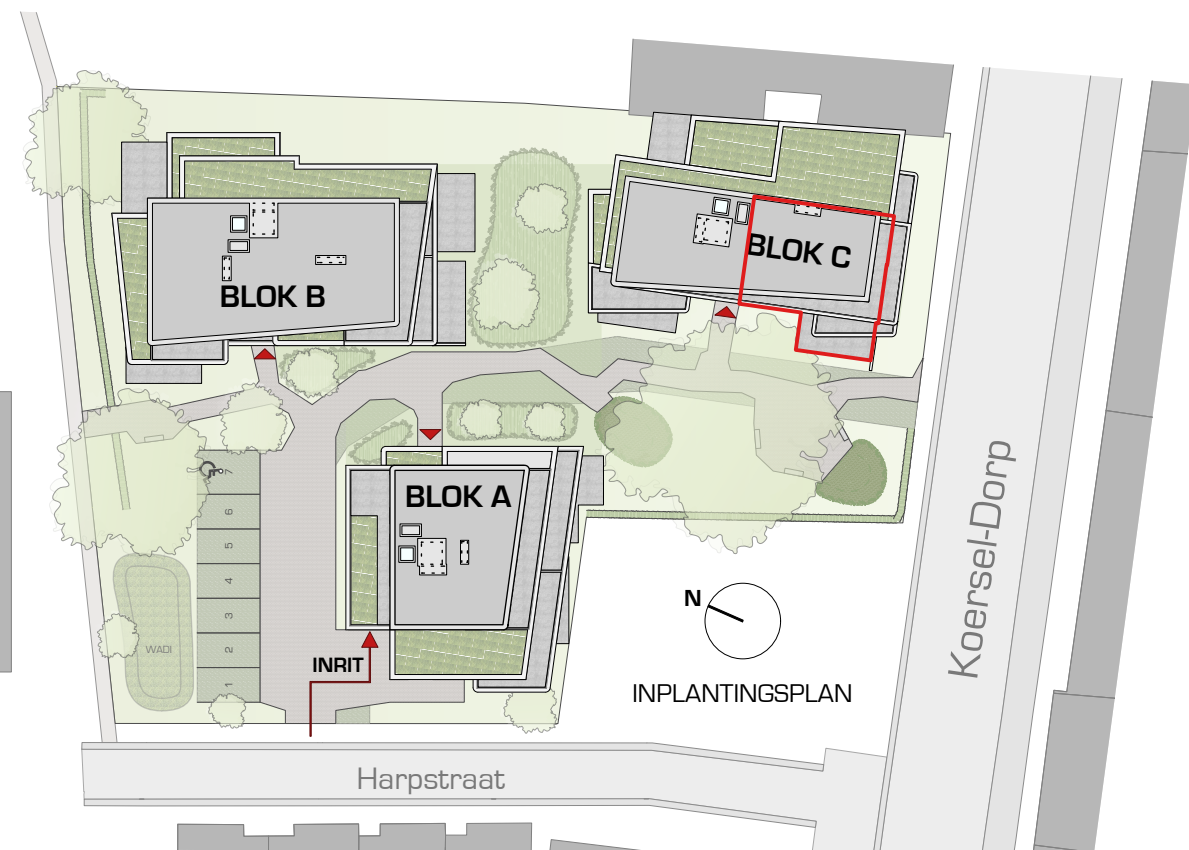 BLOK C
BLOK B
BLOK A
7
6
5
4
3
2
1
WADI
INRIT
N
INPLANTINGSPLAN
Koersel-Dorp
Harpstraat